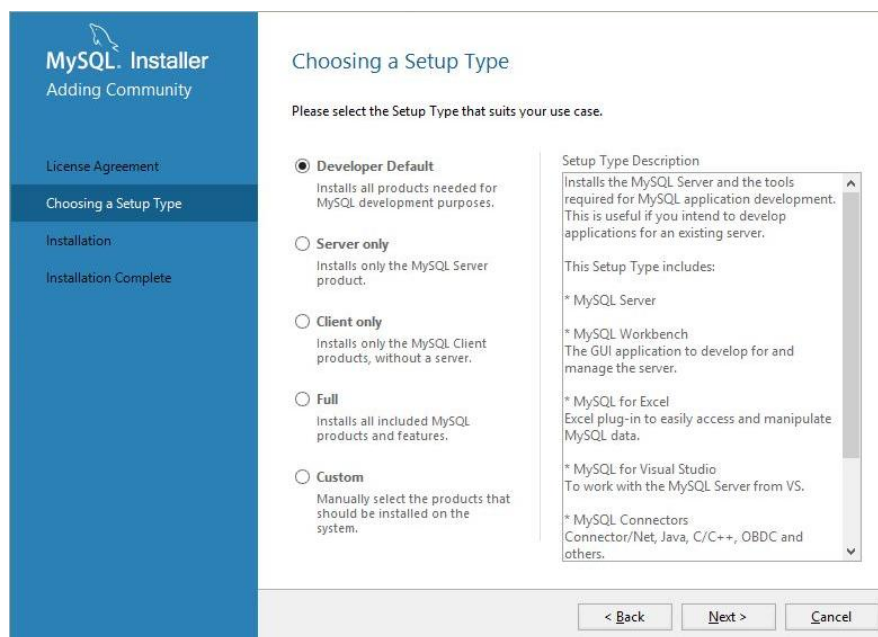 MySQL. Installer
Adding Community
License Agreement
Choosing a Setup Type
Installation
Installation Complete
Choosing a Setup Type
Please select the Setup Type that suits your use case.
Developer Default
Installs all products needed for
MySQL development purposes.
Server only
Installs only the MySQL Server
product.
Client only
Installs only the MySQL Client
products, without a server.
Full
Installs all included MySQL
products and features.
Custom
Manually select the products that
should be installed on the
system.
Setup Type Description
Installs the MySQL Server and the tools
required for MySQL application development.
This is useful if you intend to develop
applications for an existing server.
This Setup Type includes:
* MySQL Server
* MySQL Workbench
The GUI application to develop for and
manage the server.
* MySQL for Excel
Excel plug-in to easily access and manipulate
MySQL data.
* MySQL for Visual Studio
To work with the MySQL Server from VS.
* MySQL Connectors
Connector/Net, Java, C/C++, OBDC and
others.
< Back
Next >
Cancel